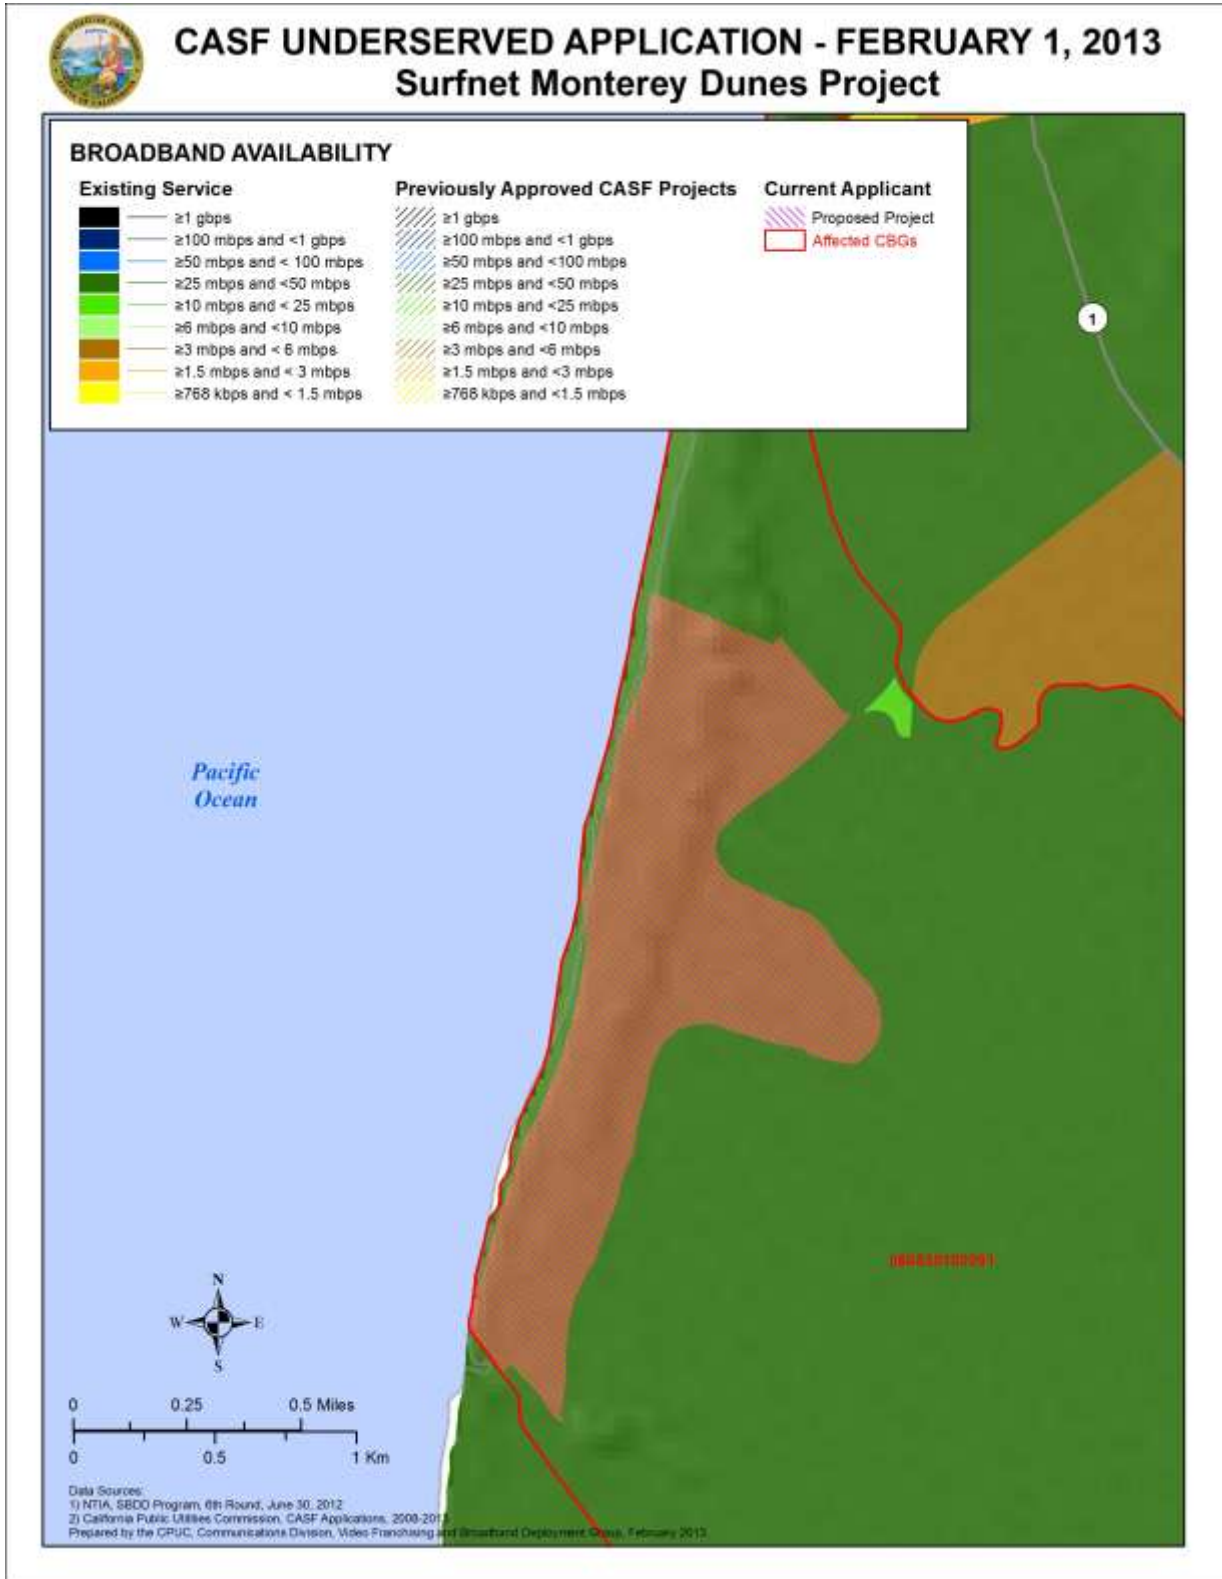 CASF UNDERSERVED APPLICATION - FEBRUARY 1, 2013
Surfnet Monterey Dunes Project
BROADBAND AVAILABILITY
Existing Service
≥1 gbps
≥100 mbps and <1 gbps
≥50 mbps and < 100 mbps
≥25 mbps and <50 mbps
≥10 mbps and < 25 mbps
≥6 mbps and <10 mbps
≥3 mbps and < 6 mbps
≥1.5 mbps and < 3 mbps
≥768 kbps and < 1.5 mbps
Previously Approved CASF Projects
≥1 gbps
≥100 mbps and <1 gbps
≥50 mbps and <100 mbps
≥25 mbps and <50 mbps
≥10 mbps and <25 mbps
≥6 mbps and <10 mbps
≥3 mbps and <6 mbps
≥1.5 mbps and <3 mbps
≥768 kbps and <1.5 mbps
Current Applicant
Proposed Project
Affected CBGs
1
Pacific
Ocean
N
W E
S
0 0.25 0.5 Miles
0 0.5 1 Km
Data Sources:
1) NTIA, SBDD Program, 6th Round, June 30, 2012
2) California Public Utilities Commission, CASF Applications, 2008-2013
Prepared by the CPUC, Communications Division, Video Franchising and Broadband Deployment Group, February 2013